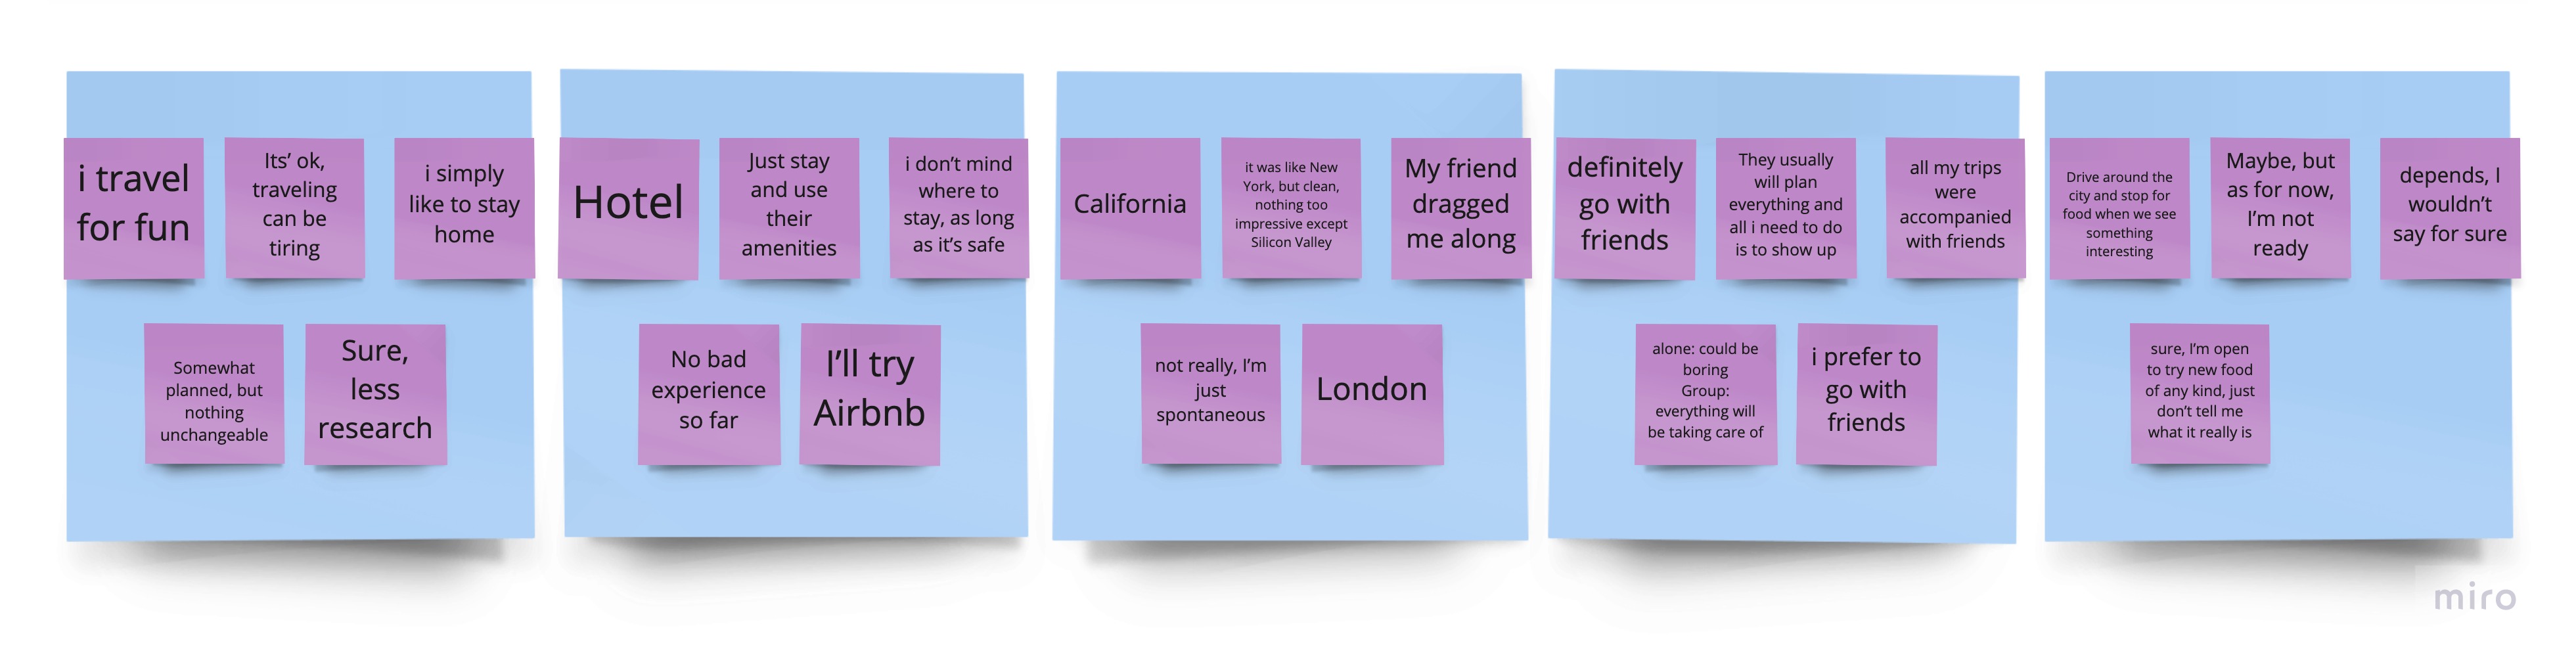 i travel
for fun
Its’ ok,
traveling
can be
tiring
i simply
like to stay
home
Somewhat
planned, but
nothing
unchangeable
Sure,
less
research
Hotel
Just stay
and use
their
amenities
i don’t mind
where to
stay, as long
as it’s safe
No bad
experience
so far
I’ll try
Airbnb
California
it was like New
York, but clean,
nothing too
impressive except
Silicon Valley
My friend
dragged
me along
not really, I’m
just
spontaneous
London
definitely
go with
friends
They usually
will plan
everything and
all i need to do
is to show up
all my trips
were
accompanied
with friends
alone: could be
boring
Group:
everything will
be taking care of
i prefer to
go with
friends
Drive around the
city and stop for
food when we see
something
interesting
Maybe, but
as for now,
I’m not
ready
depends, I
wouldn’t
say for sure
sure, I’m open
to try new food
of any kind, just
don’t tell me
what it really is
miro